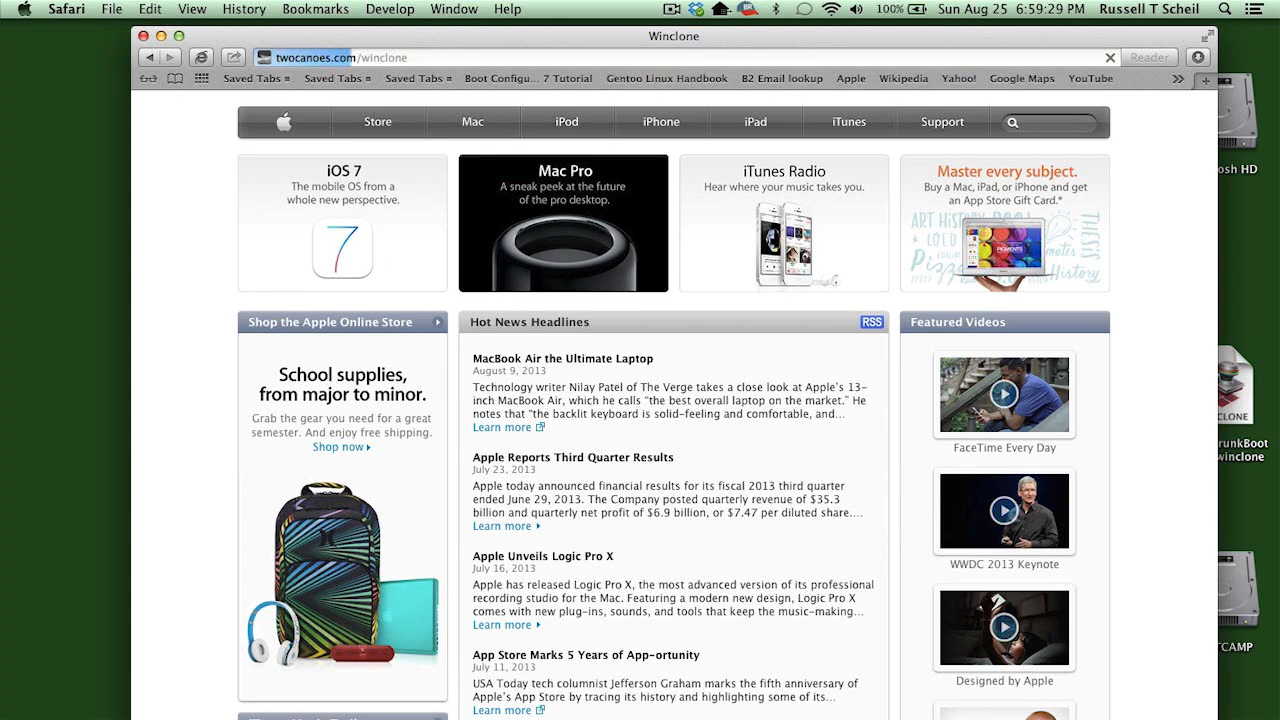 Safari File Edit View History Bookmarks Develop Window Help BR 100% Sun Aug 25 6:59:29 PM Russell T Scheil
Winclone
twocanoes.com/winclone Reader
Saved Tabs Saved Tabs Saved Tabs Boot Configu... 7 Tutorial Gentoo Linux Handbook B2 Email lookup Apple Wikipedia Yahoo! Google Maps YouTube
Store Mac iPod iPhone iPad iTunes Support
iOS 7
The mobile OS from a
whole new perspective.
7
Mac Pro
A sneak peek at the future
of the pro desktop.
iTunes Radio
Hear where your music takes you.
Master every subject.
Buy a Mac, iPad, or iPhone and get
an App Store Gift Card.*
ART HISTORY
THESIS
PIGMENTS
History
Shop the Apple Online Store
School supplies,
from major to minor.
Grab the gear you need for a great
semester. And enjoy free shipping.
Shop now
Hot News Headlines RSS
MacBook Air the Ultimate Laptop
August 9, 2013
Technology writer Nilay Patel of The Verge takes a close look at Apple's 13-
inch MacBook Air, which he calls “the best overall laptop on the market.” He
notes that “the backlit keyboard is solid-feeling and comfortable, and...
Learn more
Apple Reports Third Quarter Results
July 23, 2013
Apple today announced financial results for its fiscal 2013 third quarter
ended June 29, 2013. The Company posted quarterly revenue of $35.3
billion and quarterly net profit of $6.9 billion, or $7.47 per diluted share....
Learn more
Apple Unveils Logic Pro X
July 16, 2013
Apple has released Logic Pro X, the most advanced version of its professional
recording studio for the Mac. Featuring a modern new design, Logic Pro X
comes with new plug-ins, sounds, and tools that keep the music-making...
Learn more
App Store Marks 5 Years of App-ortunity
July 11, 2013
USA Today tech columnist Jefferson Graham marks the fifth anniversary of
Apple's App Store by tracing its history and highlighting some of its...
Learn more
Featured Videos
FaceTime Every Day
WWDC 2013 Keynote
Designed by Apple
osh HD
CLONE
runkBoot
winclone
TCAMP